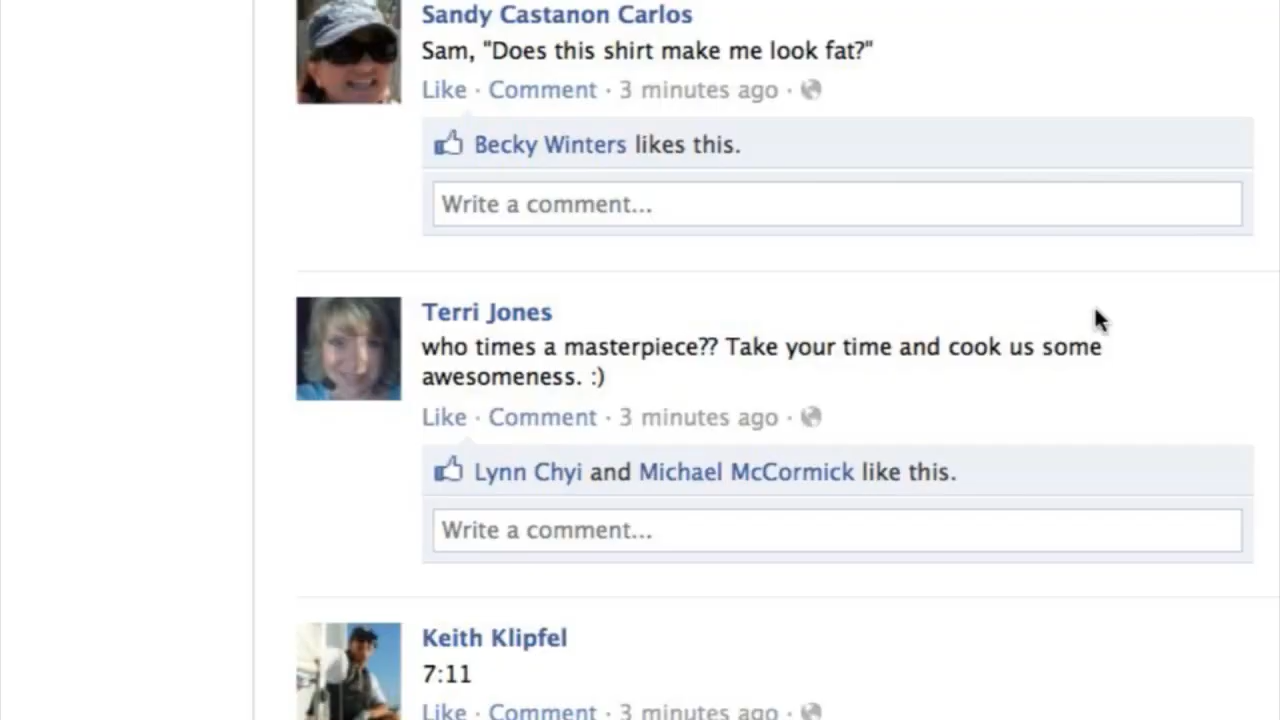 Sandy Castanon Carlos
Sam, "Does this shirt make me look fat?"
Like · Comment · 3 minutes ago ·
Becky Winters likes this.
Write a comment...
Terri Jones
who times a masterpiece?? Take your time and cook us some
awesomeness. :)
Like · Comment · 3 minutes ago ·
Lynn Chyi and Michael McCormick like this.
Write a comment...
Keith Klipfel
7:11
Like · Comment · 3 minutes ago ·